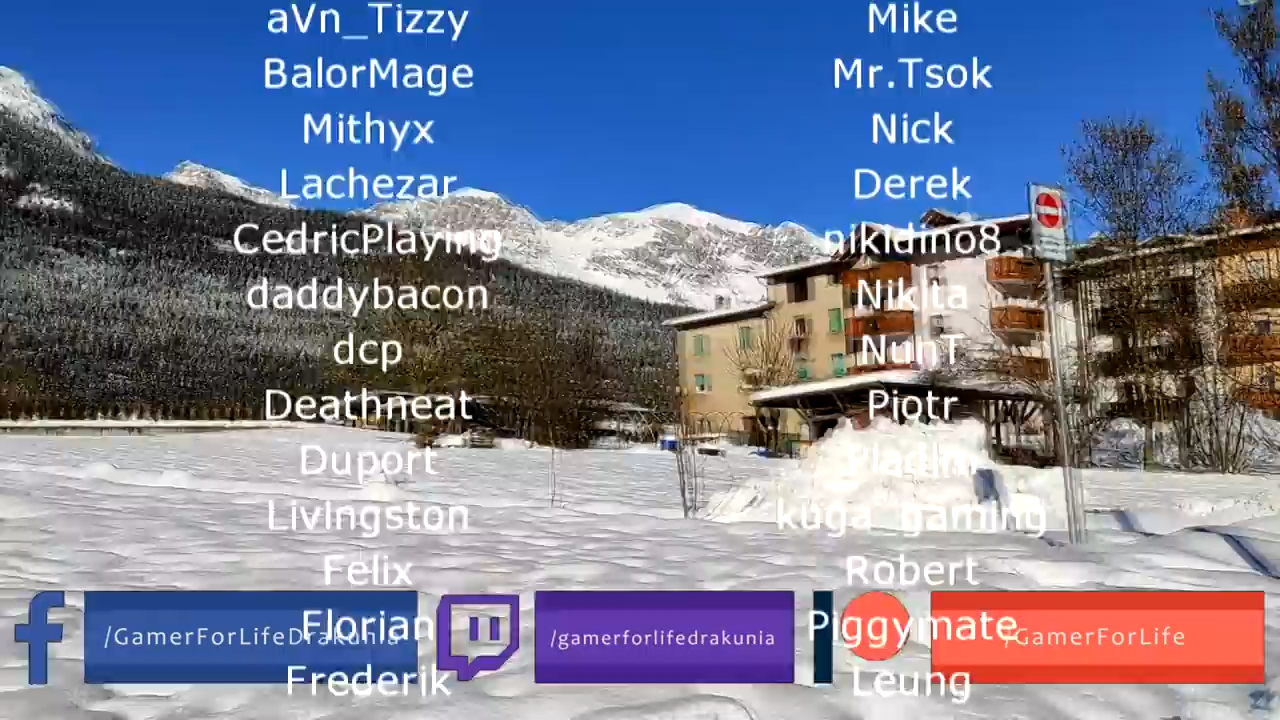 aVn_Tizzy
BalorMage
Mithyx
Lachezar
CedricPlaying
daddybacon
dcp
Deathneat
Duport
Livingston
Felix
Florian
Frederik
Mike
Mr.Tsok
Nick
Derek
nikidino8
Nikita
NunT
Piotr
kuga_gaming
Robert
Piggymate
Leung
/GamerForLifeDrakunia
/gamerforlifedrakunia
/GamerForLife